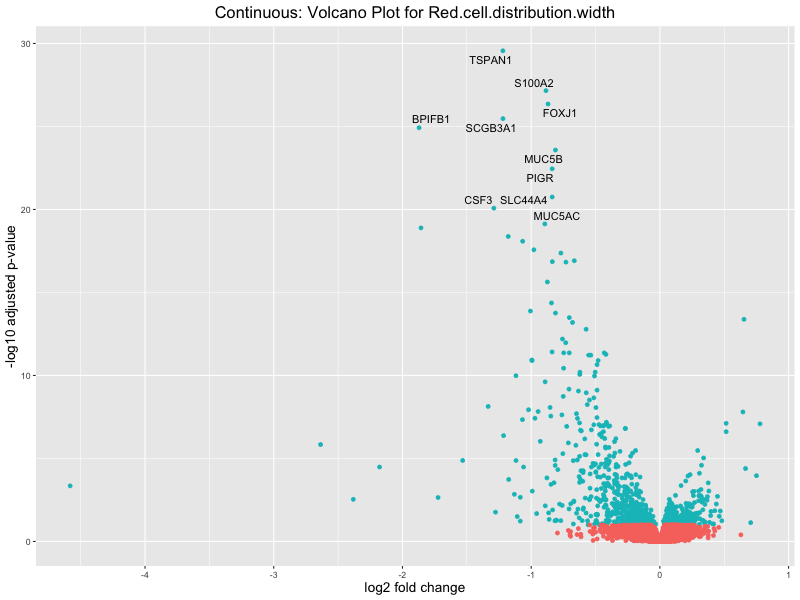 Continuous: Volcano Plot for Red.cell.distribution.width
30
20
10
0
-log10 adjusted p-value
TSPAN1
S100A2
FOXJ1
BPIFB1
SCGB3A1
MUC5B
PIGR
CSF3
SLC44A4
MUC5AC
-4
-3
-2
-1
0
1
log2 fold change